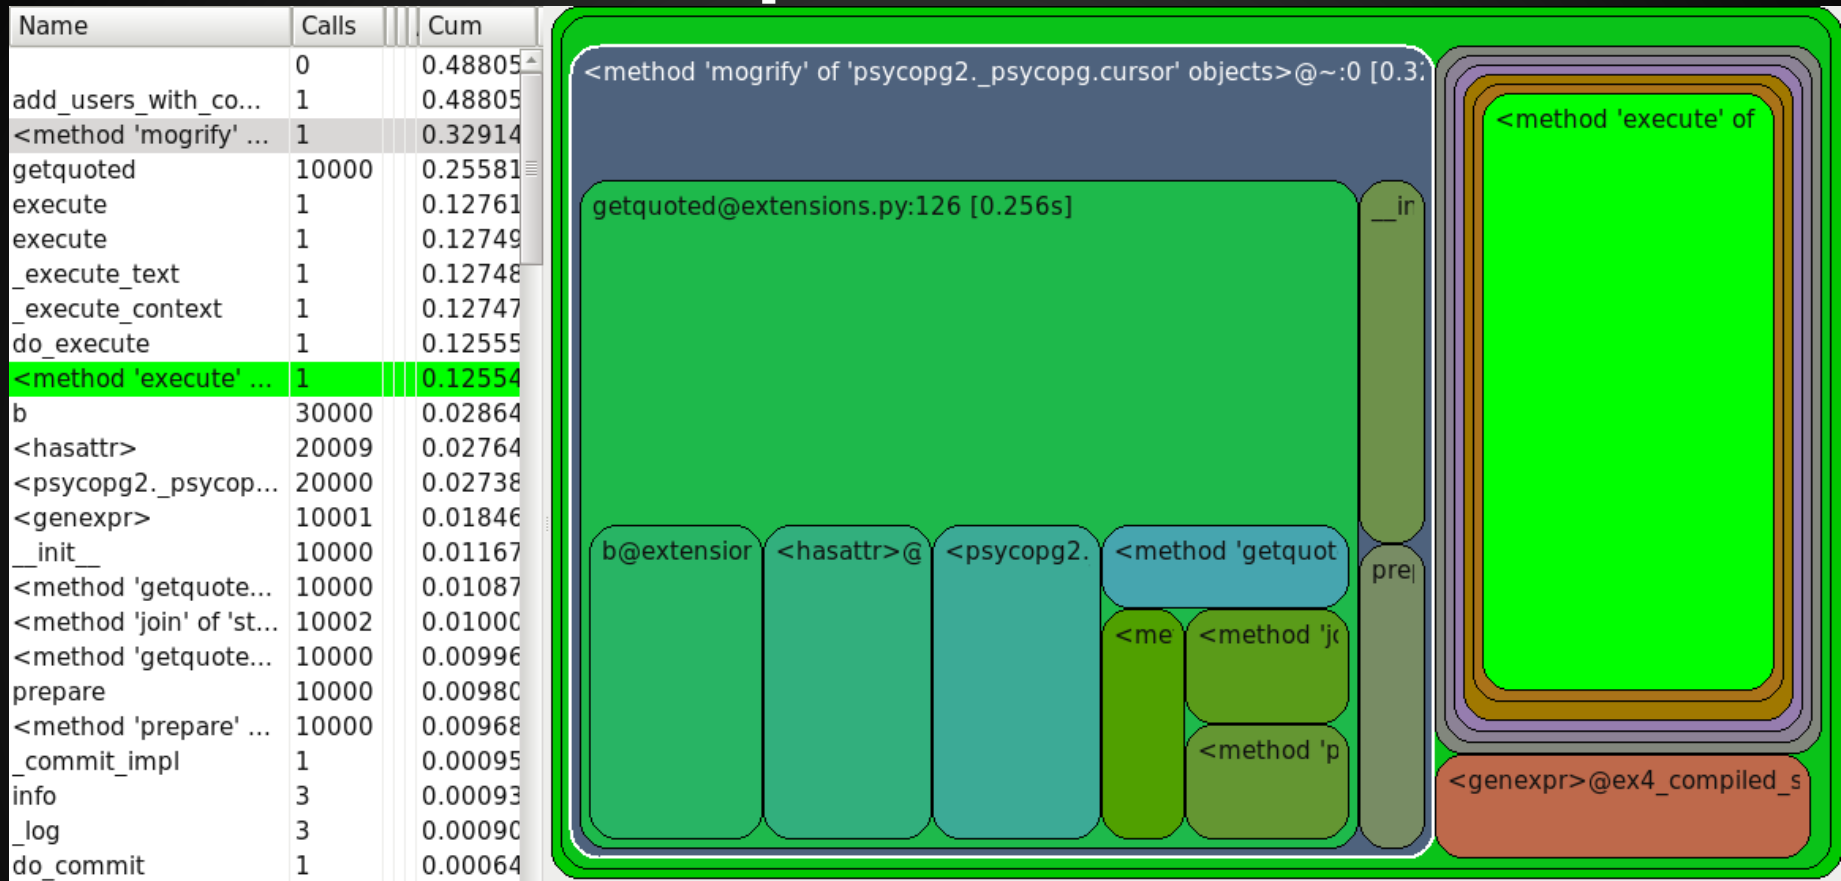 Name Calls Cum
0 0.48805
add_users_with_co... 1 0.48805
<method 'mogrify' ... 1 0.32914
getquoted 10000 0.25581
execute 1 0.12761
execute 1 0.12749
_execute_text 1 0.12748
_execute_context 1 0.12747
do_execute 1 0.12555
<method 'execute' ... 1 0.12554
b 30000 0.02864
<hasattr> 20009 0.02764
<psycopg2._psycop... 20000 0.02738
<genexpr> 10001 0.01846
__init__ 10000 0.01167
<method 'getquote... 10000 0.01087
<method 'join' of 'st... 10002 0.01000
<method 'getquote... 10000 0.00996
prepare 10000 0.00980
<method 'prepare' ... 10000 0.00968
_commit_impl 1 0.00095
info 3 0.00093
_log 3 0.00090
do_commit 1 0.00064
<method 'mogrify' of 'psycopg2._psycopg.cursor' objects>@~:0 [0.32
<method 'execute' of
getquoted@extensions.py:126 [0.256s]
__in
b@extension
<hasattr>@
<psycopg2.
<method 'getquot
prep
<me
<method 'jo
<method 'p
<genexpr>@ex4_compiled_s